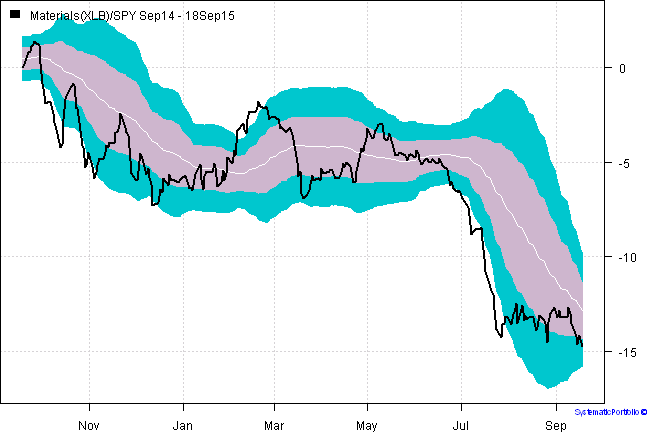 Materials(XLB)/SPY Sep14 - 18Sep15
0
-5
-10
-15
Nov Jan Mar May Jul Sep
SystematicPortfolio ©